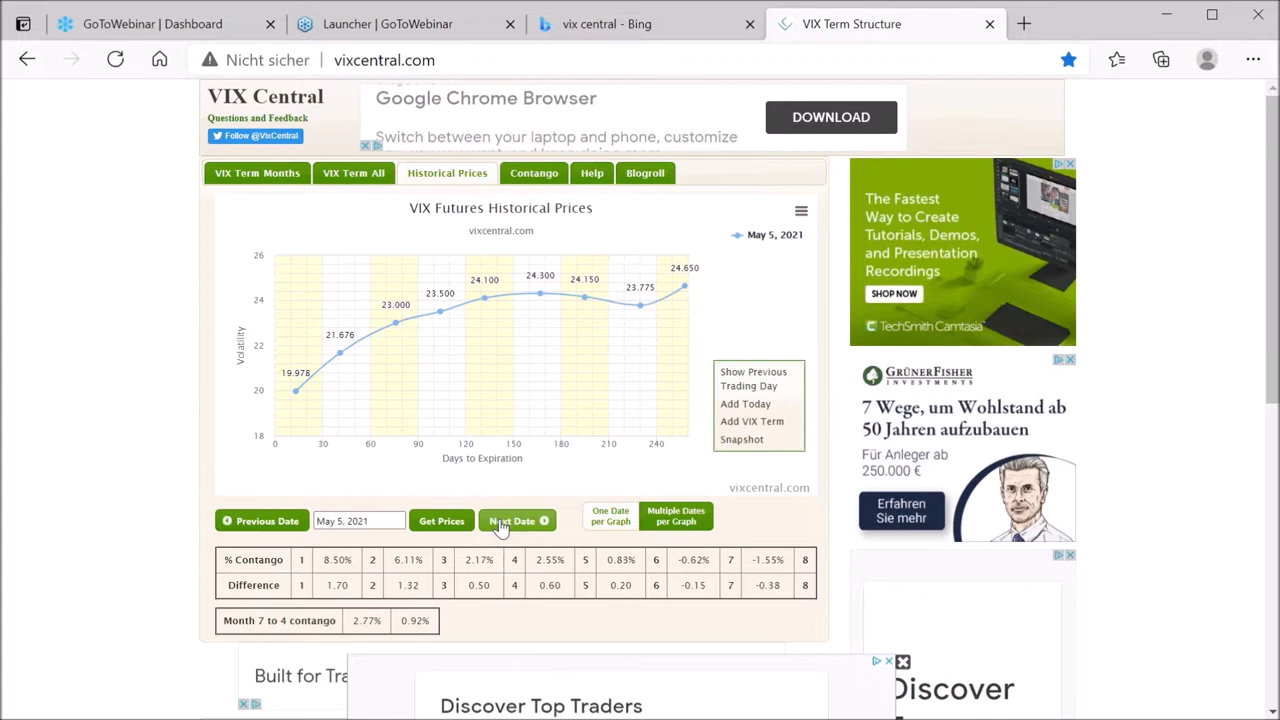 GoToWebinar | Dashboard
Launcher | GoToWebinar
vix central - Bing
VIX Term Structure
Nicht sicher
vixcentral.com
VIX Central
Questions and Feedback
Follow @VixCentral
Google Chrome Browser
Switch between your laptop and phone, customize
DOWNLOAD
VIX Term Months
VIX Term All
Historical Prices
Contango
Help
Blogroll
VIX Futures Historical Prices
vixcentral.com
May 5, 2021
26
24
22
20
18
Volatility
19.978
21.676
23.000
23.500
24.100
24.300
24.150
23.775
24.650
0 30 60 90 120 150 180 210 240
Days to Expiration
Show Previous
Trading Day
Add Today
Add VIX Term
Snapshot
vixcentral.com
Previous Date
May 5, 2021
Get Prices
Next Date
One Date
per Graph
Multiple Dates
per Graph
% Contango 1 8.50% 2 6.11% 3 2.17% 4 2.55% 5 0.83% 6 -0.62% 7 -1.55% 8
Difference 1 1.70 2 1.32 3 0.50 4 0.60 5 0.20 6 -0.15 7 -0.38 8
Month 7 to 4 contango 2.77% 0.92%
The Fastest
Way to Create
Tutorials, Demos,
and Presentation
Recordings
SHOP NOW
TechSmith Camtasia
GRÜNERFISHER
INVESTMENTS
7 Wege, um Wohlstand ab
50 Jahren aufzubauen
Für Anleger ab
250.000 €
Erfahren
Sie mehr
Built for Tra
Discover Top Traders
Discover